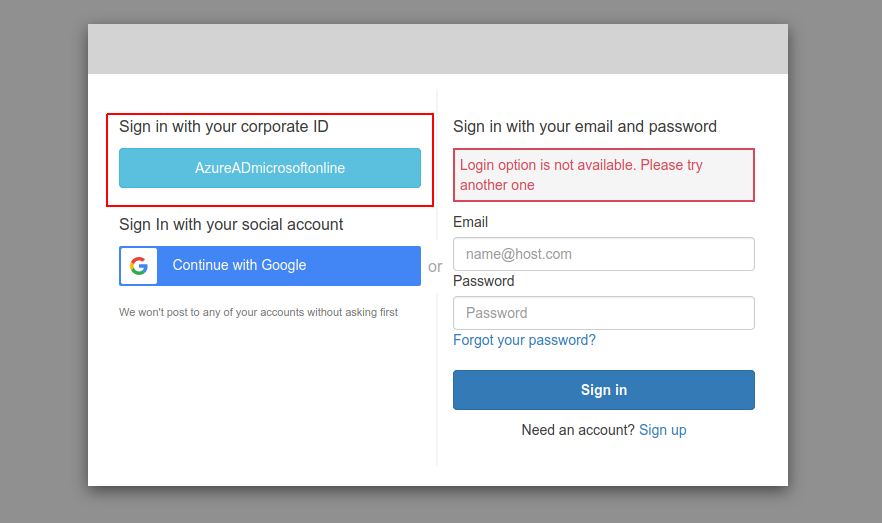 Sign in with your corporate ID
AzureADmicrosoftonline
Sign In with your social account
Continue with Google
We won't post to any of your accounts without asking first
or
Sign in with your email and password
Login option is not available. Please try
another one
Email
name@host.com
Password
Password
Forgot your password?
Sign in
Need an account? Sign up